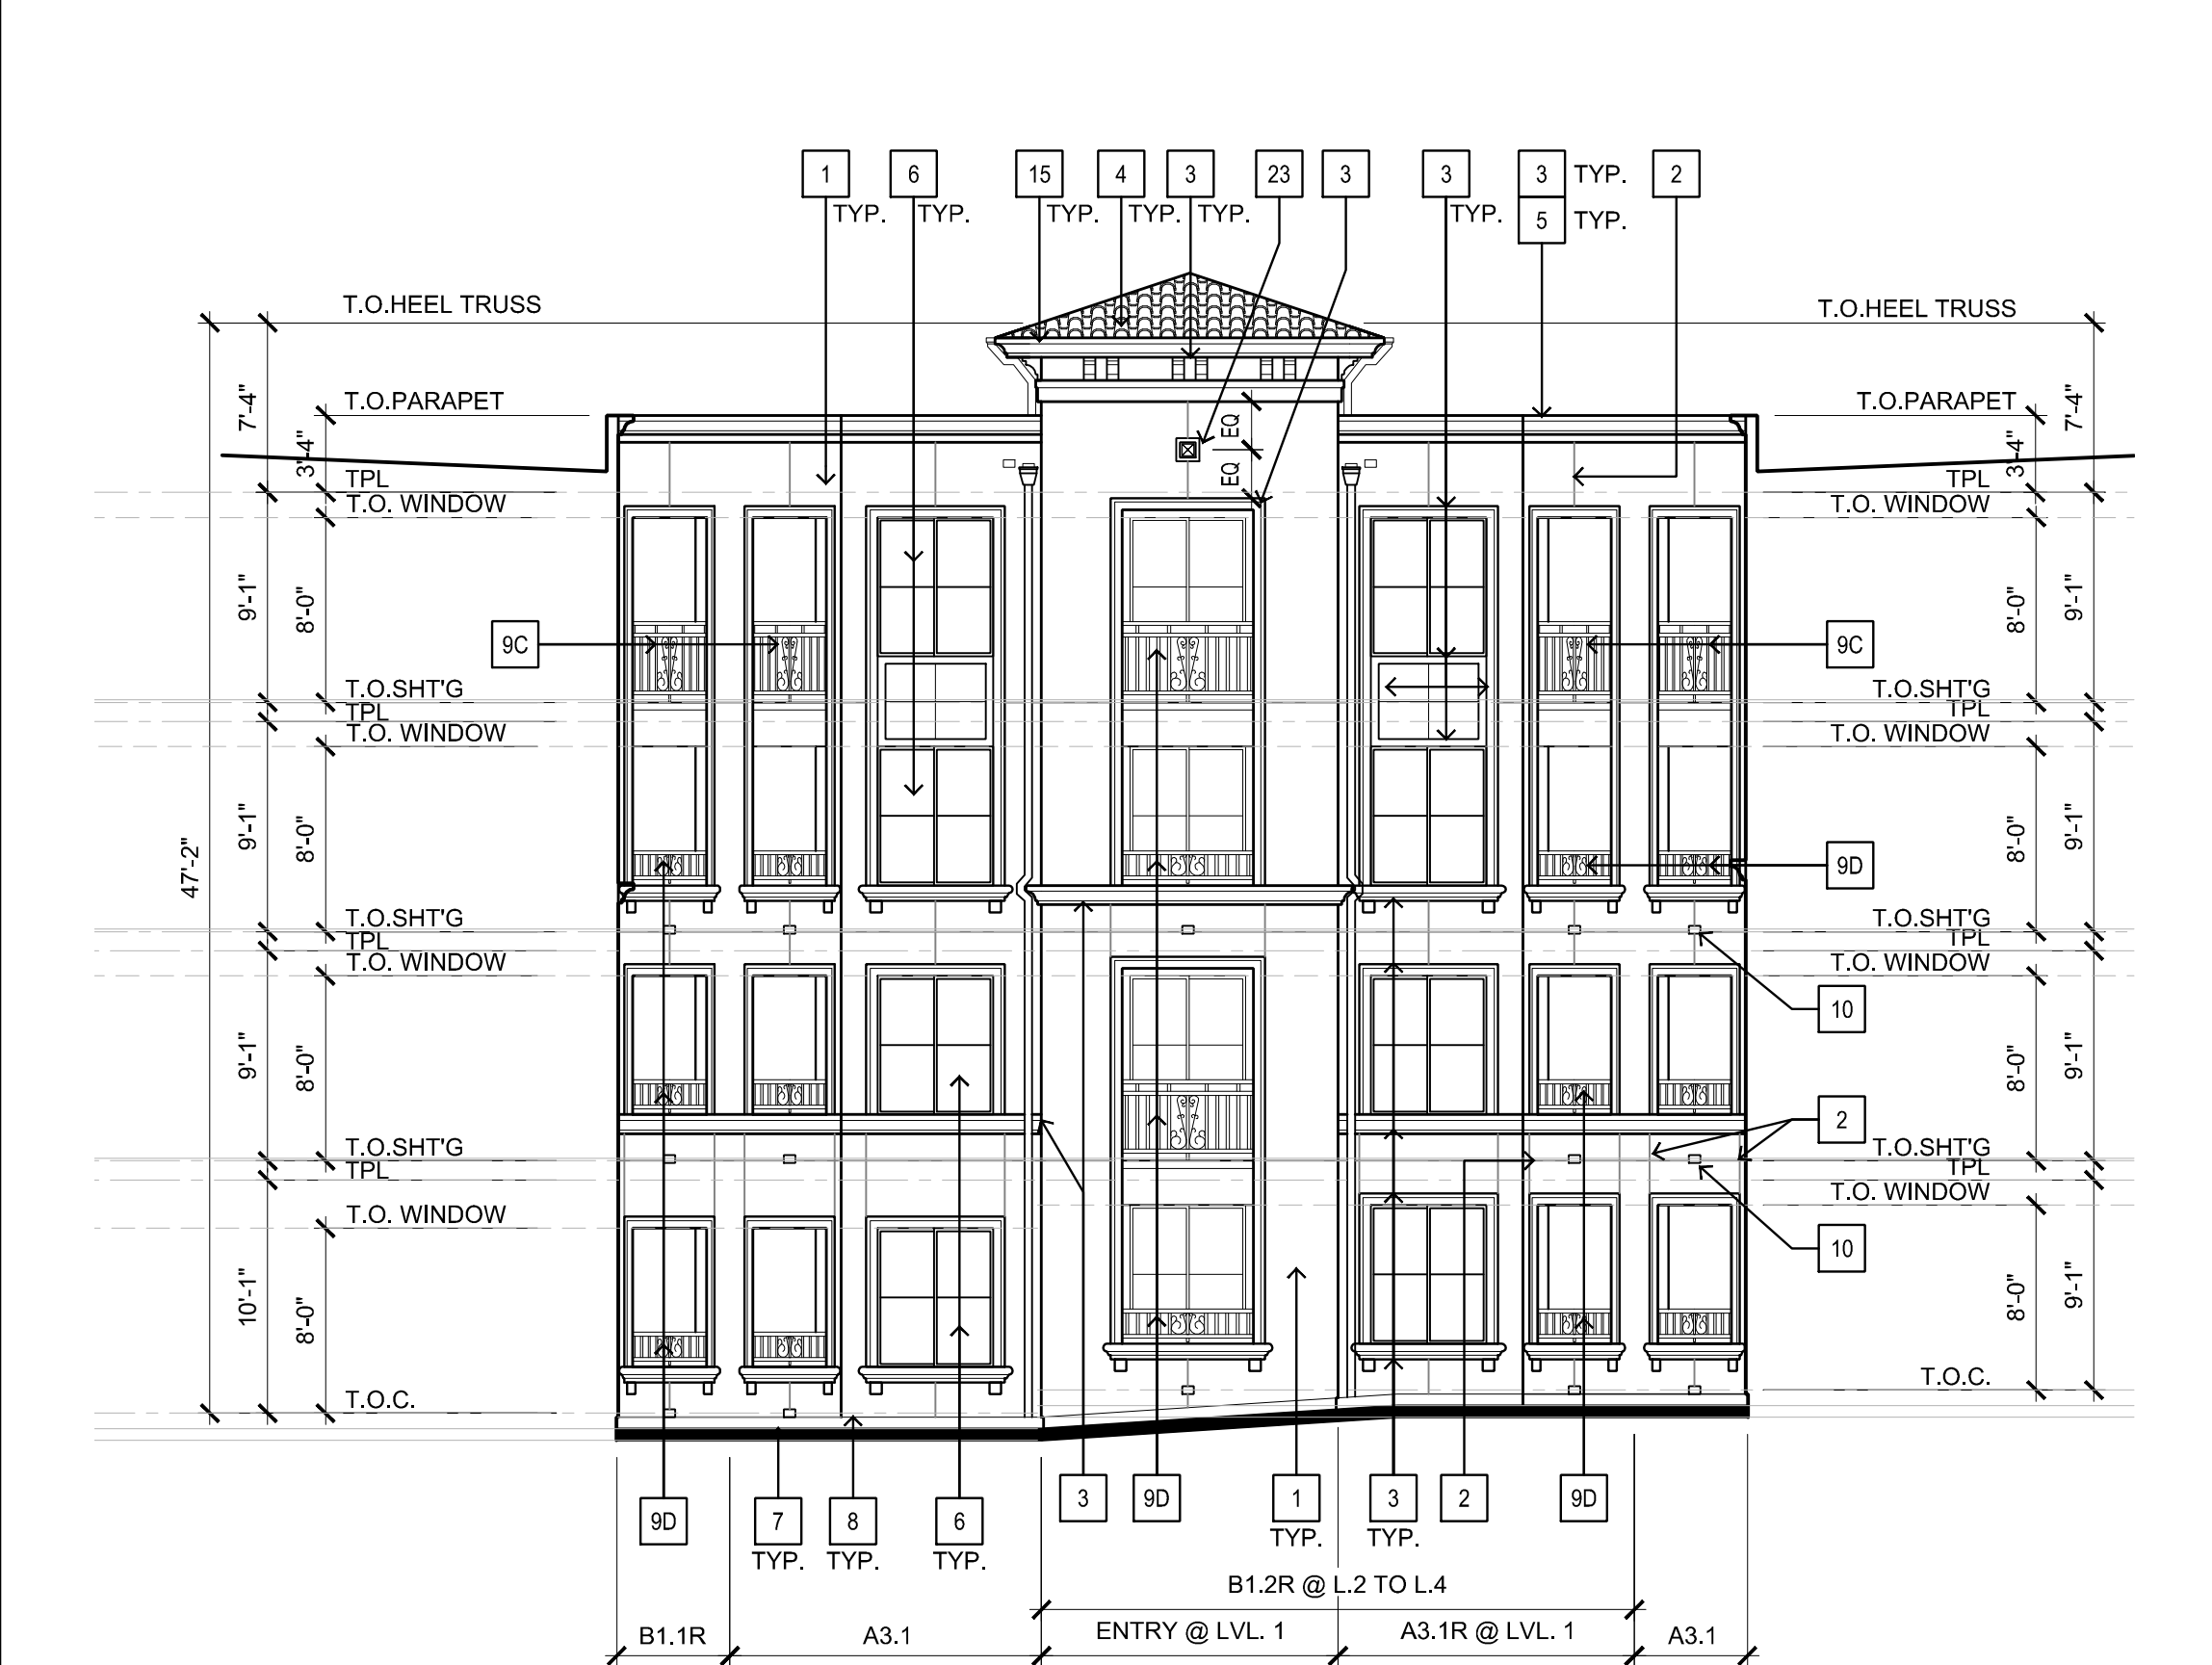 1 6 15 4 3 23 3 3 3 TYP. 2
TYP. TYP. TYP. TYP. TYP. TYP. 5 TYP.
T.O.HEEL TRUSS T.O.HEEL TRUSS
7'-4" 7'-4"
T.O.PARAPET T.O.PARAPET
EQ
3'-4" EQ 3'-4"
TPL TPL
T.O. WINDOW T.O. WINDOW
9'-1" 8'-0" 8'-0" 9'-1"
9C 9C
T.O.SHT'G T.O.SHT'G
TPL TPL
T.O. WINDOW T.O. WINDOW
9'-1" 8'-0" 8'-0" 9'-1"
47'-2" 9D
T.O.SHT'G T.O.SHT'G
TPL TPL
T.O. WINDOW T.O. WINDOW
10
9'-1" 8'-0" 8'-0" 9'-1"
2
T.O.SHT'G T.O.SHT'G
TPL TPL
T.O. WINDOW
T.O. WINDOW
10
10'-1" 8'-0" 8'-0" 9'-1"
T.O.C.
T.O.C.
3 9D 1 3 2 9D
9D 7 8 6 TYP. TYP.
TYP. TYP. TYP.
B1.2R @ L.2 TO L.4
B1.1R A3.1 ENTRY @ LVL. 1 A3.1R @ LVL. 1 A3.1